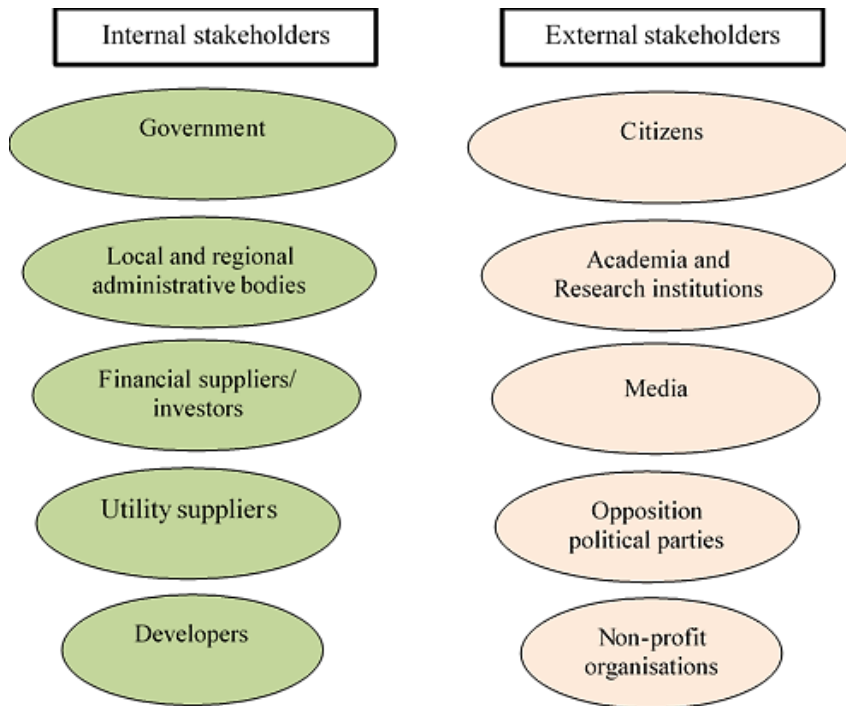 Internal stakeholders
Government
Local and regional
administrative bodies
Financial suppliers/
investors
Utility suppliers
Developers
External stakeholders
Citizens
Academia and
Research institutions
Media
Opposition
political parties
Non-profit
organisations